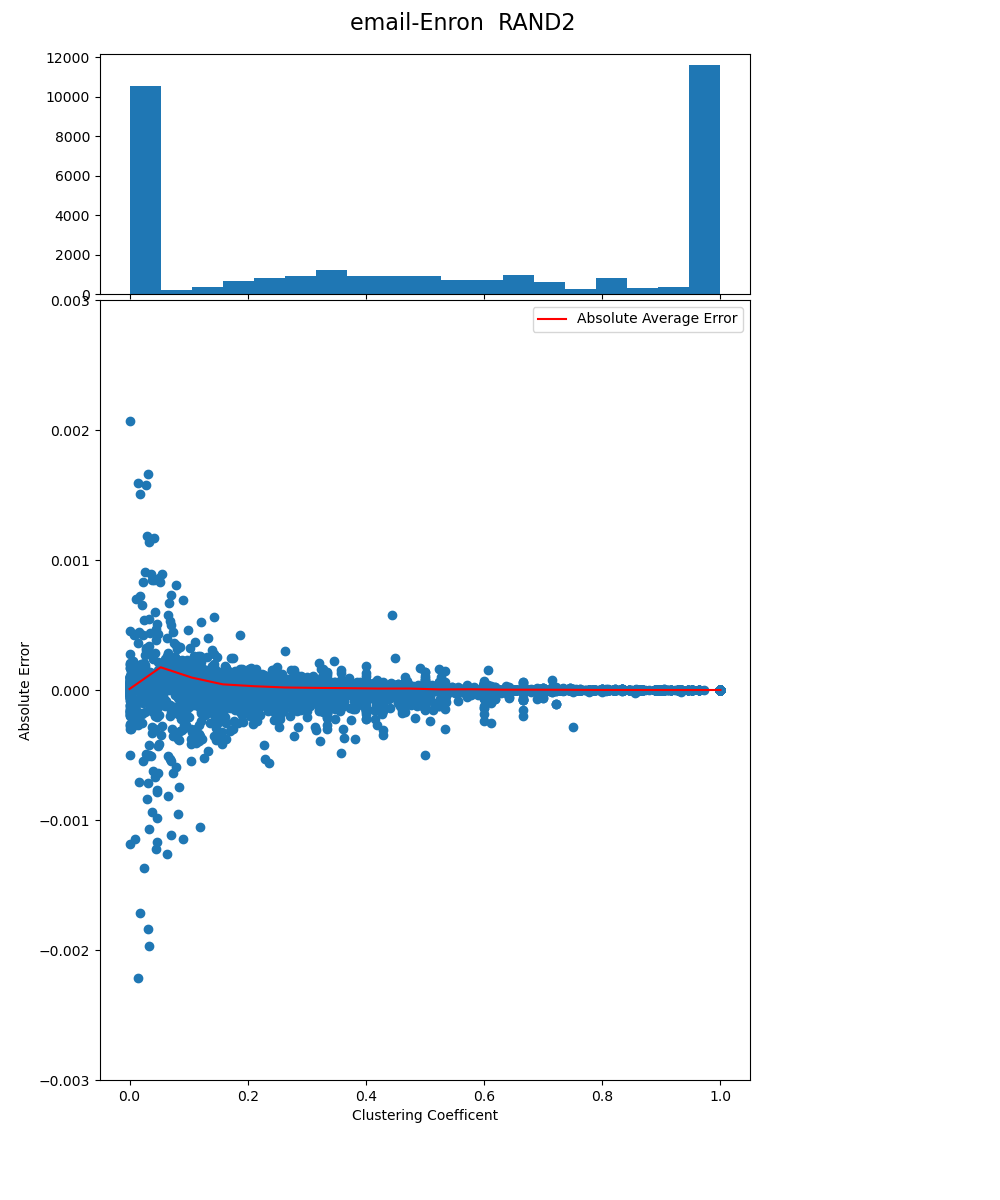 email-Enron  RAND2
12000
10000
8000
6000
4000
2000
0
0.003
Absolute Average Error
0.002
0.001
0.000
−0.001
−0.002
−0.003
Absolute Error
0.0 0.2 0.4 0.6 0.8 1.0
Clustering Coefficent